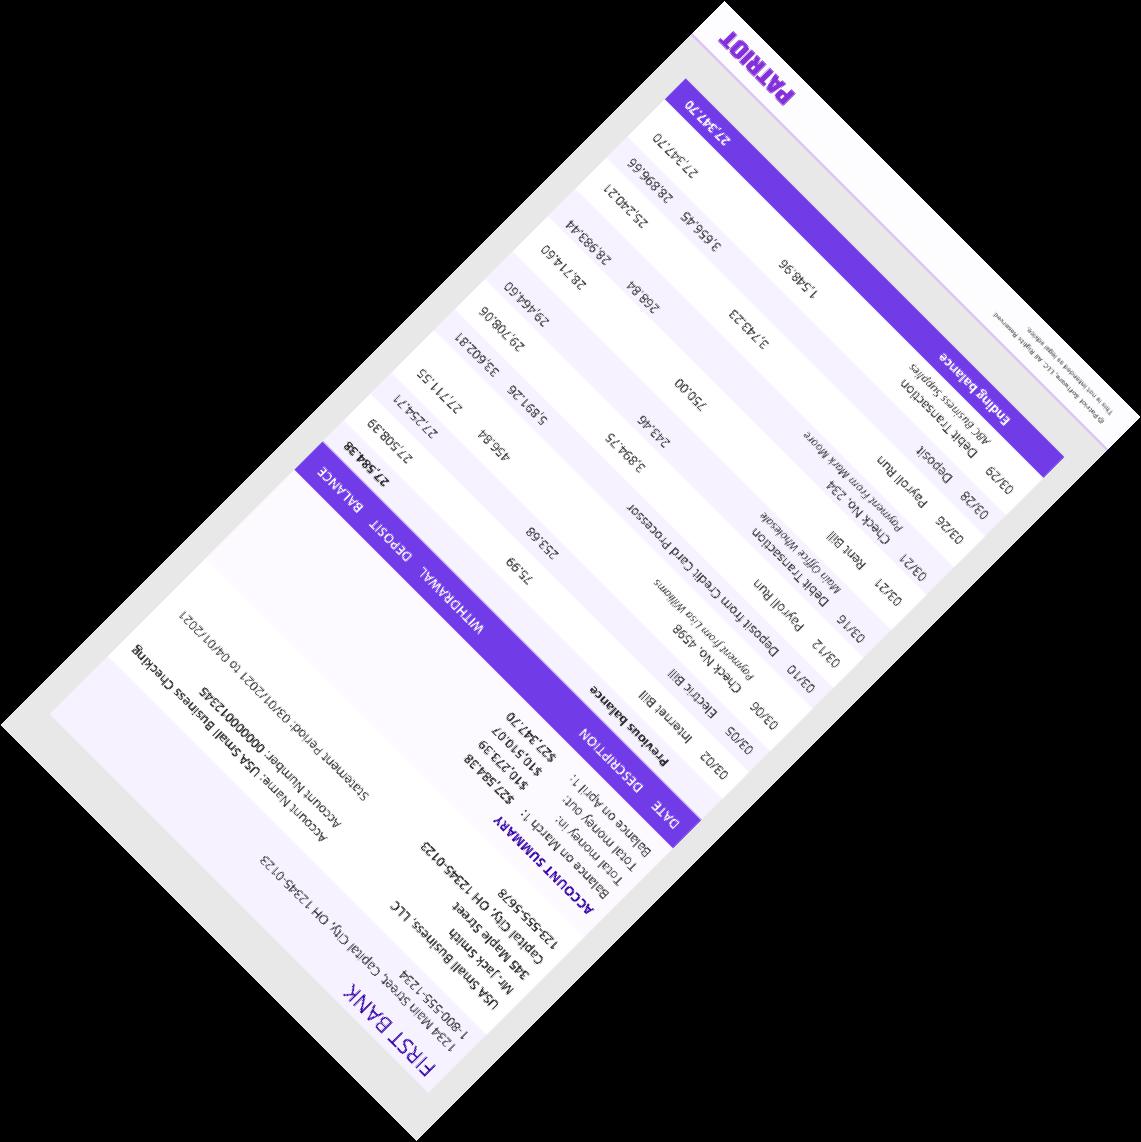 FIRST BANK
1234 Main Street, Capital City, OH 12345-0123
1-800-555-1234
USA Small Business, LLC
Mr. Jack Smith
345 Maple Street
Capital City, OH 12345-0123
123-555-5678
Account Name: USA Small Business Checking
Account Number: 000000012345
Statement Period: 03/01/2021 to 04/01/2021
ACCOUNT SUMMARY
Balance on March 1: $27,584.38
Total money in: $10,273.39
Total money out: $10,510.07
Balance on April 1: $27,347.70
DATE DESCRIPTION WITHDRAWAL DEPOSIT BALANCE
Previous balance 27,584.38
03/02 Internet Bill 75.99 27,508.39
03/05 Electric Bill 253.68 27,254.71
03/06 Check No. 4598 456.84 27,711.55
Payment from Lisa Williams
03/10 Deposit from Credit Card Processor 5,891.26 33,602.81
03/12 Payroll Run 3,894.75 29,708.06
03/16 Debit Transaction 243.46 29,464.60
Main Office Wholesale
03/21 Rent Bill 750.00 28,714.60
03/21 Check No. 234 268.84 28,983.44
Payment From Mark Moore
03/26 Payroll Run 3,743.23 25,240.21
03/28 Deposit 3,656.45 28,896.66
03/29 Debit Transaction 1,548.96 27,347.70
ABC Business Supplies
Ending balance 27,347.70
© Patriot Software, LLC. All Rights Reserved
This is not intended as legal advice.
PATRIOT